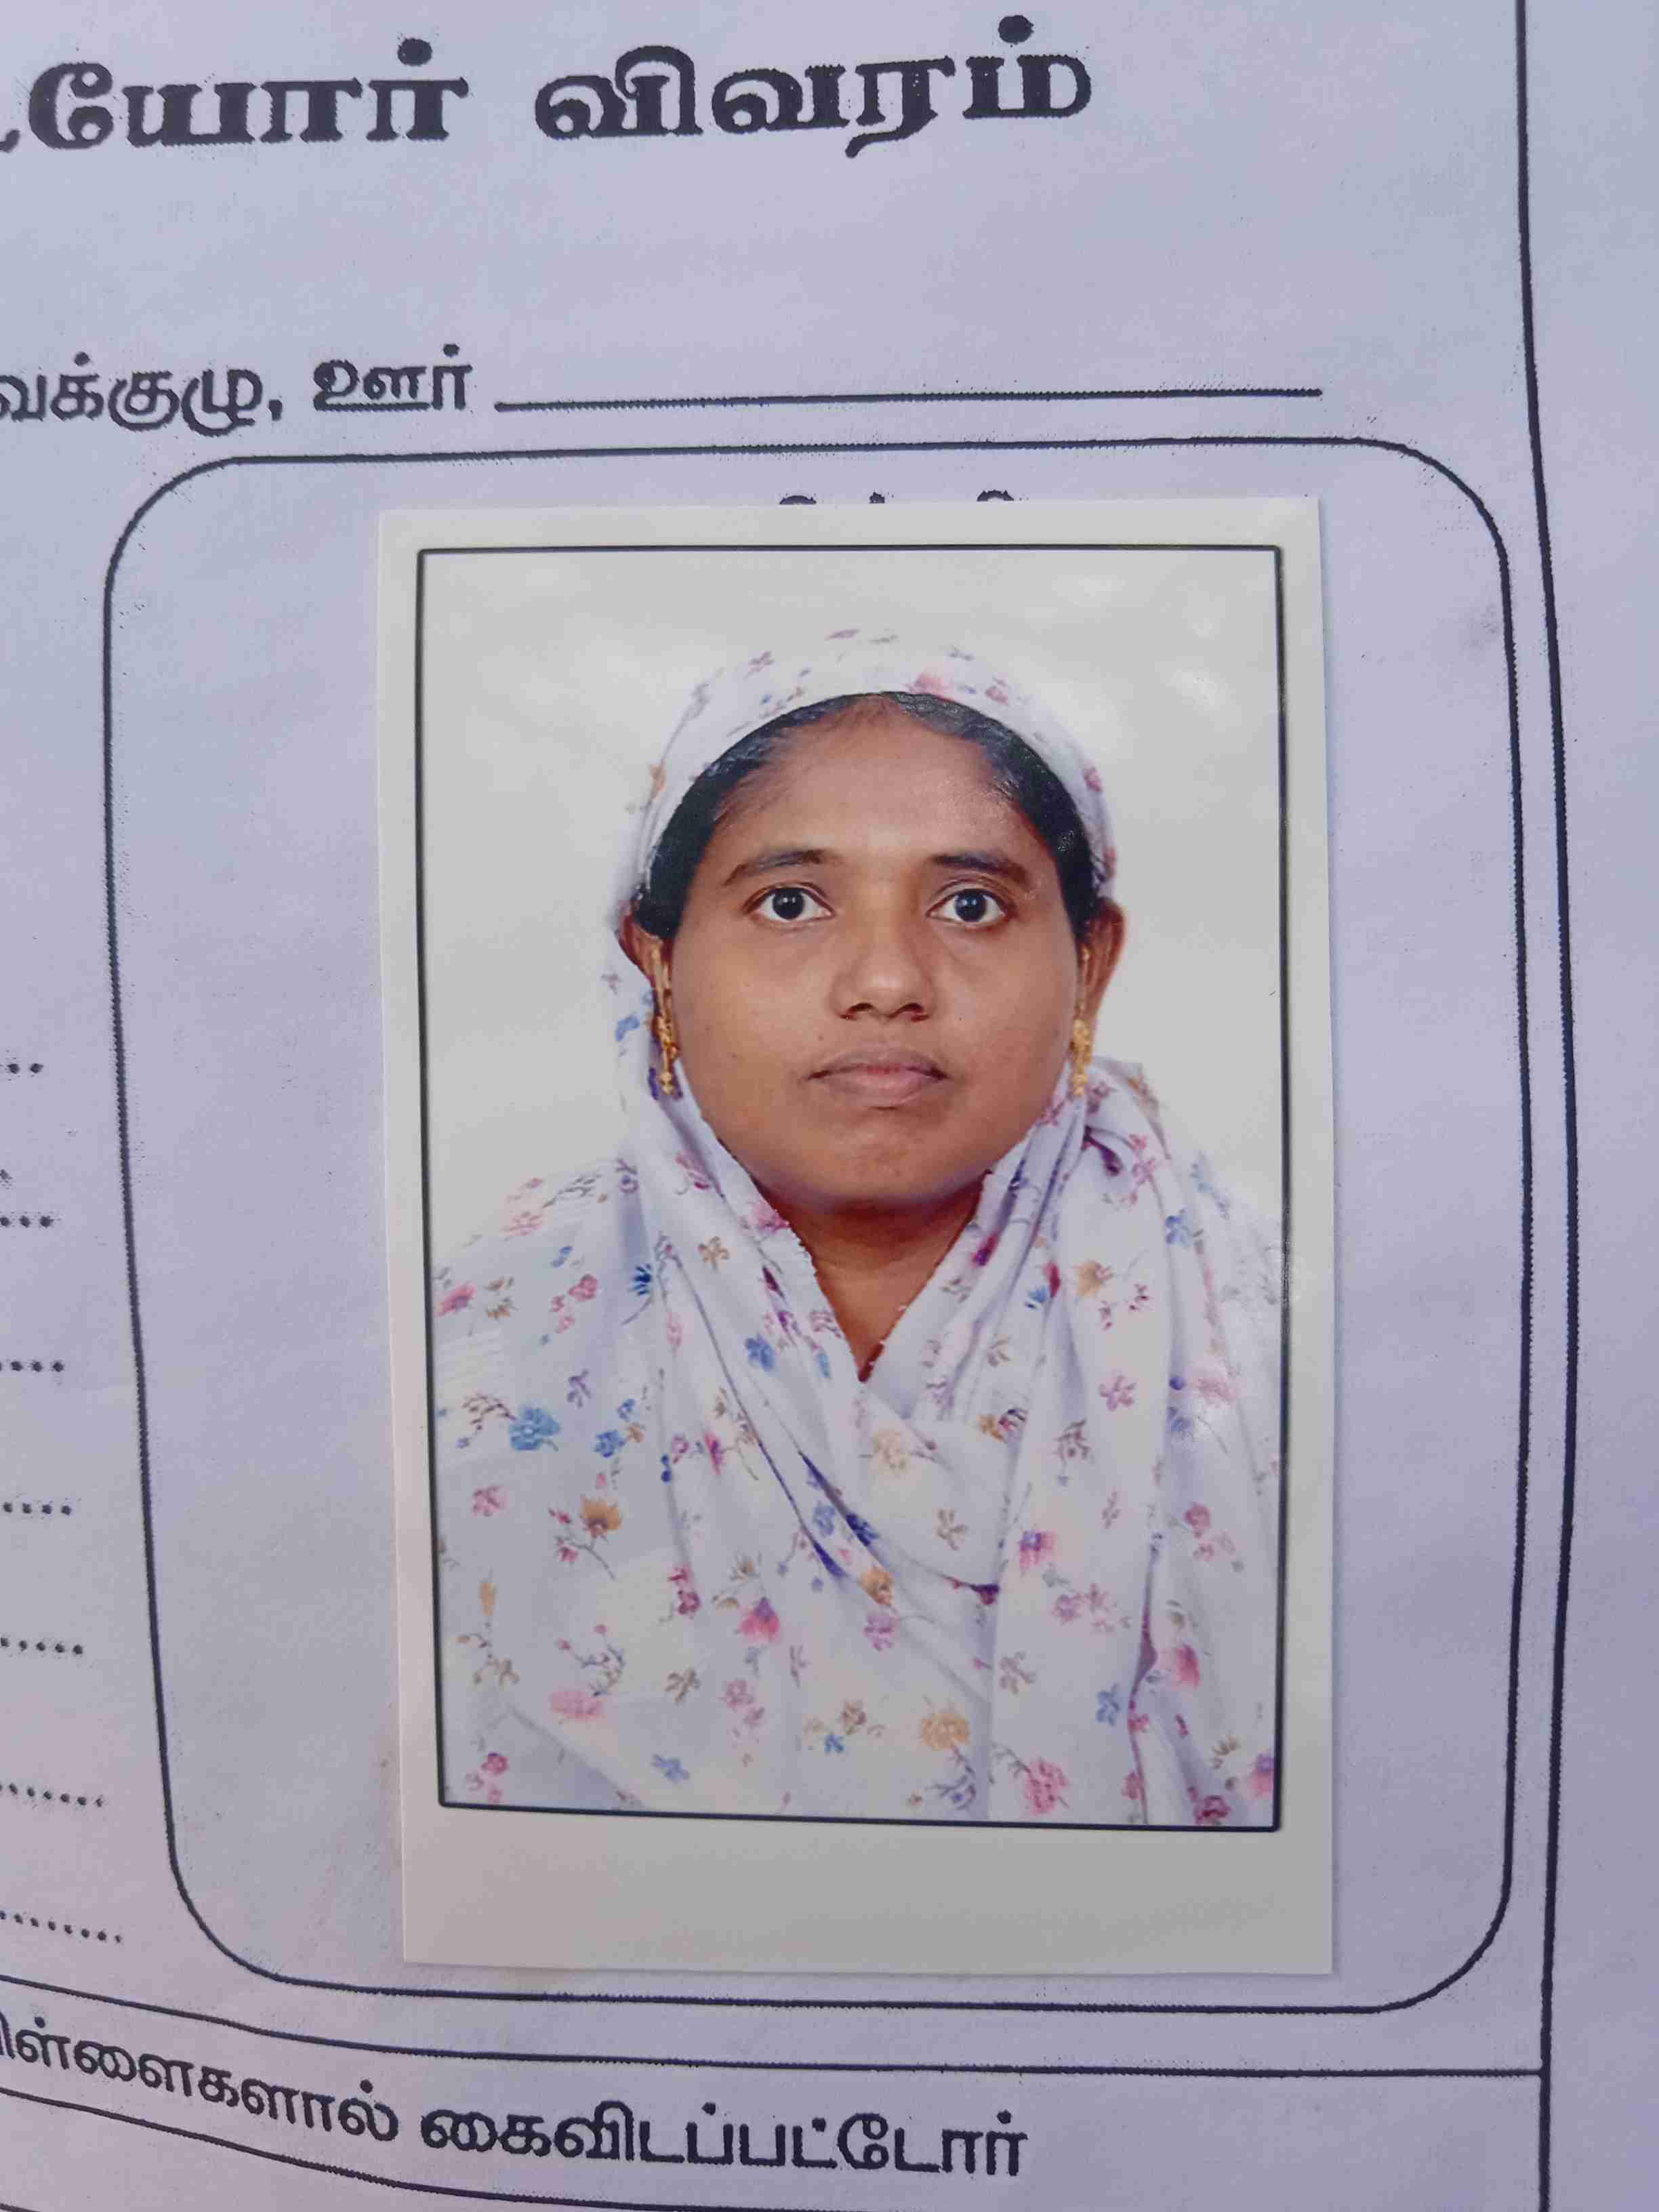 யோர் விவரம்
வக்குழு, ஊர்
பிள்ளைகளால் கைவிடப்பட்டோர்